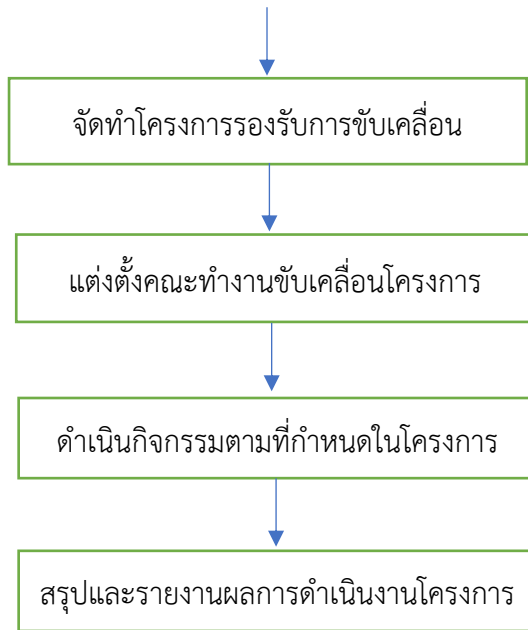 จัดทำโครงการรองรับการขับเคลื่อน
แต่งตั้งคณะทำงานขับเคลื่อนโครงการ
ดำเนินกิจกรรมตามที่กำหนดในโครงการ
สรุปและรายงานผลการดำเนินงานโครงการ